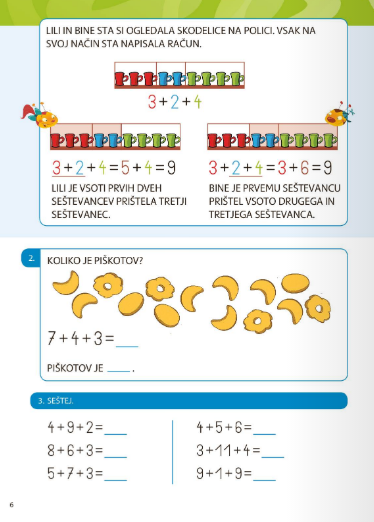 LILI IN BINE STA SI OGLEDALA SKODELICE NA POLICI. VSAK NA
SVOJ NAČIN STA NAPISALA RAČUN.
3+2+4
3+2+4=5+4=9
LILI JE VSOTI PRVIH DVEH
SEŠTEVANCEV PRIŠTELA TRETJI
SEŠTEVANEC.
3+2+4=3+6=9
BINE JE PRVEMU SEŠTEVANCU
PRIŠTEL VSOTO DRUGEGA IN
TRETJEGA SEŠTEVANCA.
2. KOLIKO JE PIŠKOTOV?
7+4+3=___
PIŠKOTOV JE ____.
3. SEŠTEJ.
4+9+2=___
8+6+3=___
5+7+3=___
4+5+6=___
3+11+4=___
9+1+9=___
6